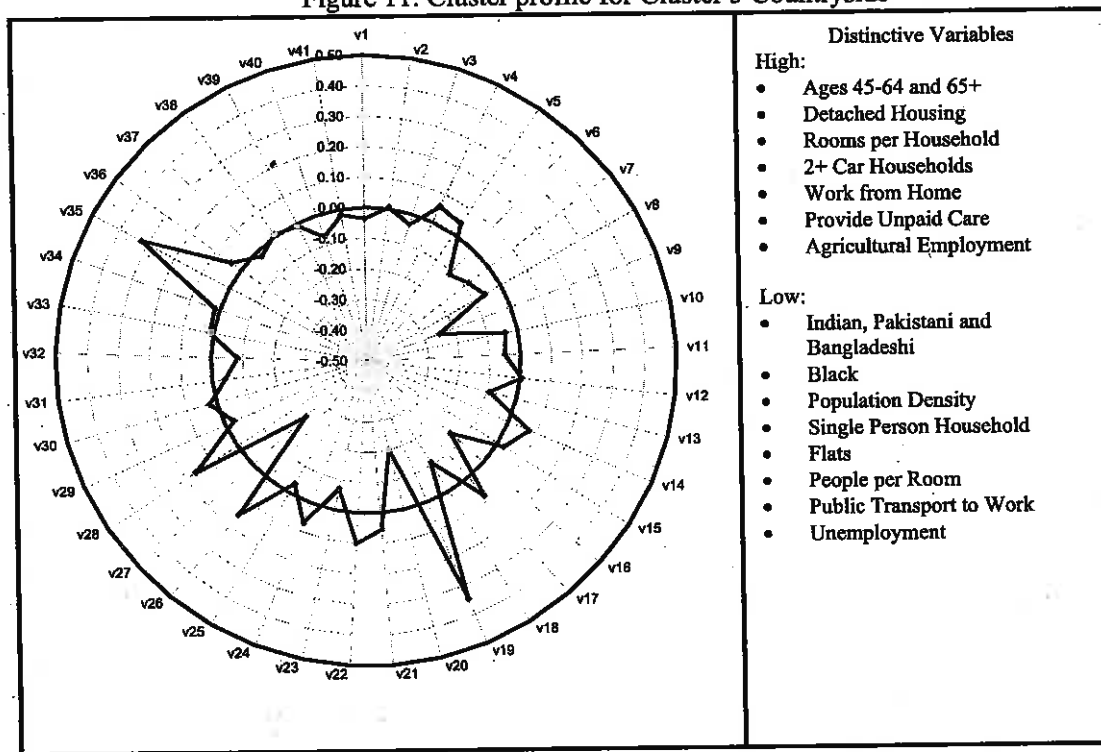 Figure 11: Cluster profile for Cluster 3 Countryside
v1
v2
v3
v4
v5
v6
v7
v8
v9
v10
v11
v12
v13
v14
v15
v16
v17
v18
v19
v20
v21
v22
v23
v24
v25
v26
v27
v28
v29
v30
v31
v32
v33
v34
v35
v36
v37
v38
v39
v40
v41
0.50
0.40
0.30
0.20
0.10
0.00
-0.10
-0.20
-0.30
-0.40
-0.50
Distinctive Variables
High:
• Ages 45-64 and 65+
• Detached Housing
• Rooms per Household
• 2+ Car Households
• Work from Home
• Provide Unpaid Care
• Agricultural Employment
Low:
• Indian, Pakistani and
Bangladeshi
• Black
• Population Density
• Single Person Household
• Flats
• People per Room
• Public Transport to Work
• Unemployment